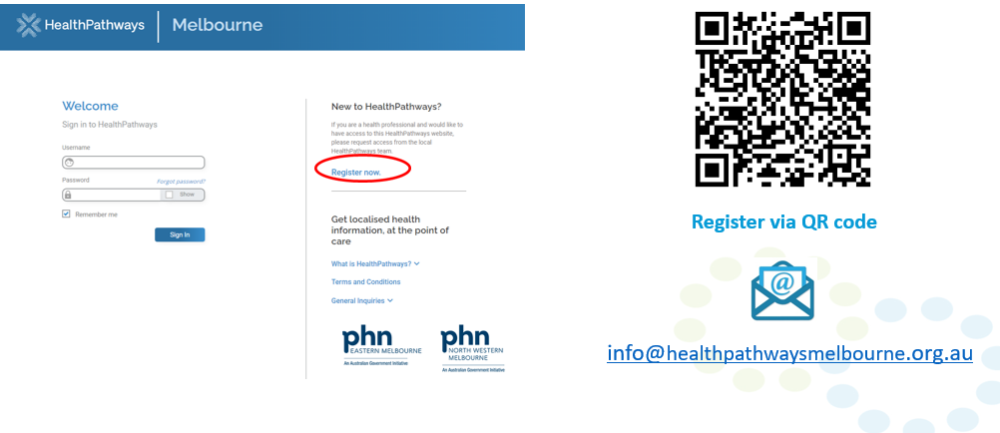 HealthPathways
Melbourne
Welcome
Sign in to HealthPathways
Username
Password
Forgot password?
Show
Remember me
Sign In
New to HealthPathways?
If you are a health professional and would like to
have access to this HealthPathways website,
please request access from the local
HealthPathways team.
Register now.
Get localised health
information, at the point of
care
What is HealthPathways?
Terms and Conditions
General Inquiries
phn
EASTERN MELBOURNE
An Australian Government Initiative
phn
NORTH WESTERN
MELBOURNE
An Australian Government Initiative
Register via QR code
@
info@healthpathwaysmelbourne.org.au